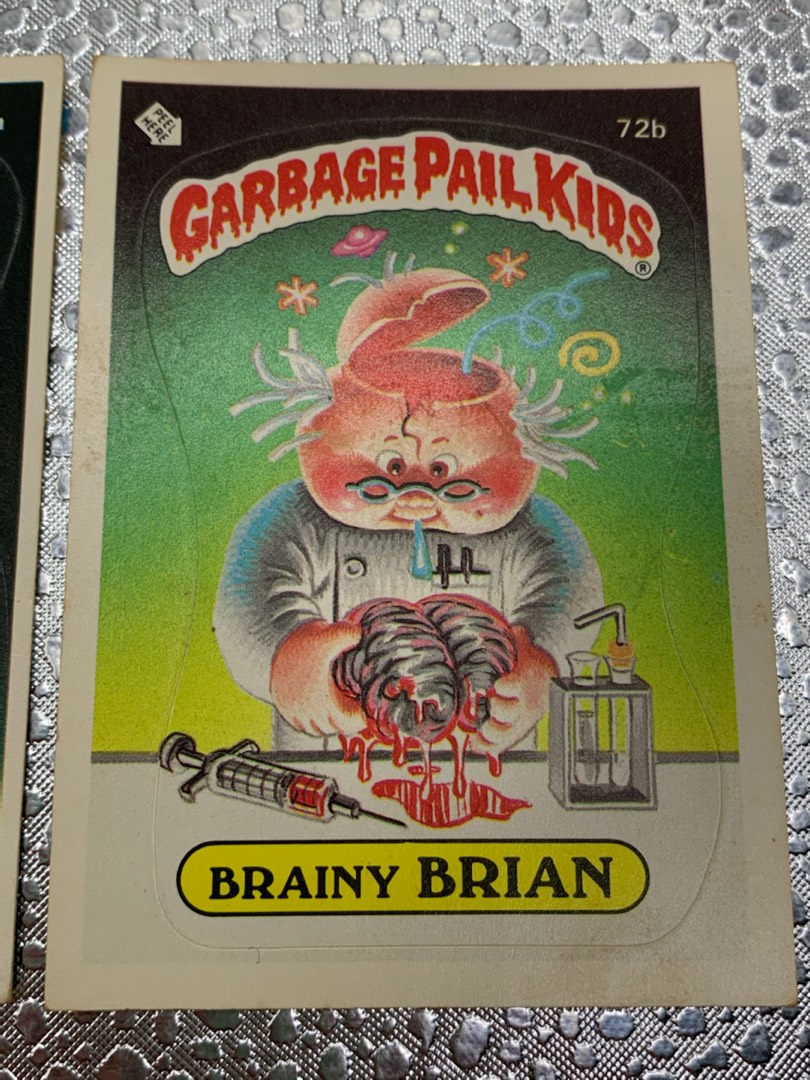 PEEL
HERE
72b
GARBAGE PAIL KIDS
®
BRAINY BRIAN